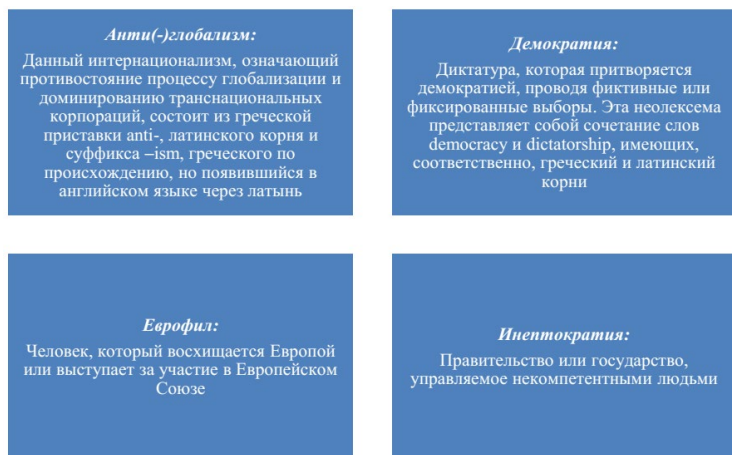 Анти(-)глобализм:
Данный интернационализм, означающий
противостояние процессу глобализации и
доминированию транснациональных
корпораций, состоит из греческой
приставки anti-, латинского корня и
суффикса –ism, греческого по
происхождению, но появившийся в
английском языке через латынь
Демократия:
Диктатура, которая притворяется
демократией, проводя фиктивные или
фиксированные выборы. Эта неолексема
представляет собой сочетание слов
democracy и dictatorship, имеющих,
соответственно, греческий и латинский
корни
Еврофил:
Человек, который восхищается Европой
или выступает за участие в Европейском
Союзе
Инептократия:
Правительство или государство,
управляемое некомпетентными людьми